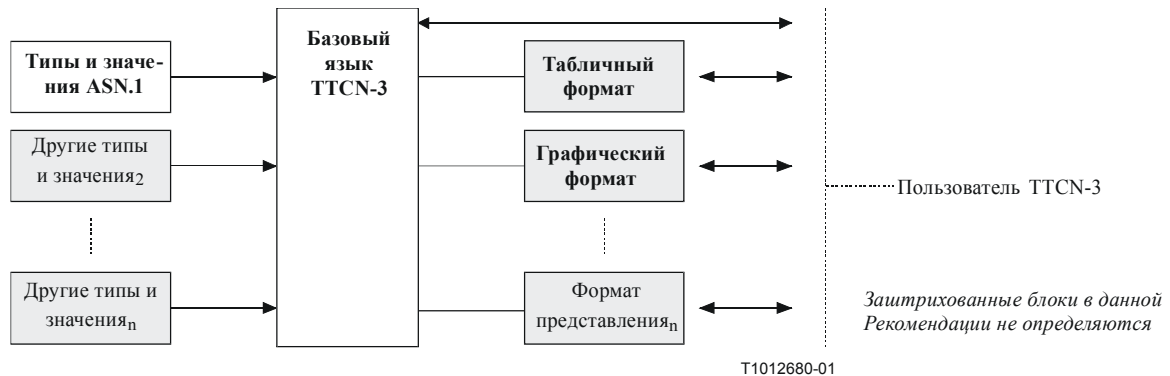 Типы и значе-
ния ASN.1
Другие типы
и значения2
Другие типы и
значенияn
Базовый
язык
TTCN-3
Табличный
формат
Графический
формат
Формат
представленияn
Пользователь TTCN-3
Заштрихованные блоки в данной
Рекомендации не определяются
T1012680-01